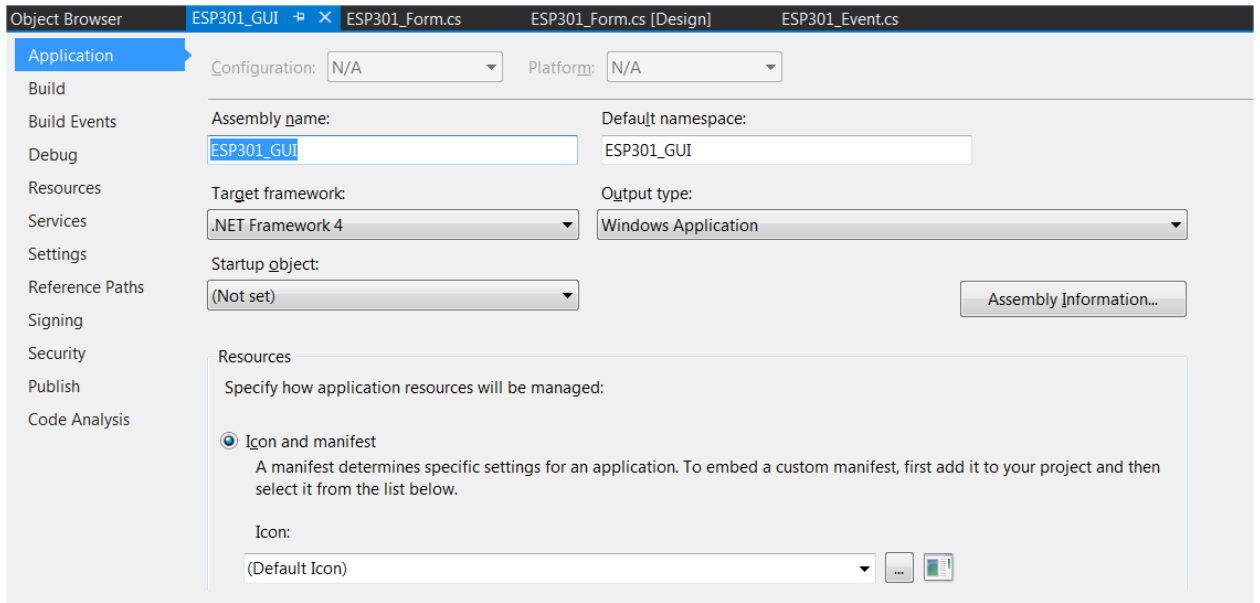 Object Browser ESP301_GUI ESP301_Form.cs ESP301_Form.cs [Design] ESP301_Event.cs
Application
Build
Build Events
Debug
Resources
Services
Settings
Reference Paths
Signing
Security
Publish
Code Analysis
Configuration: N/A Platform: N/A
Assembly name: Default namespace:
ESP301_GUI ESP301_GUI
Target framework: Output type:
.NET Framework 4 Windows Application
Startup object:
(Not set) Assembly Information...
Resources
Specify how application resources will be managed:
Icon and manifest
A manifest determines specific settings for an application. To embed a custom manifest, first add it to your project and then
select it from the list below.
Icon:
(Default Icon) ...